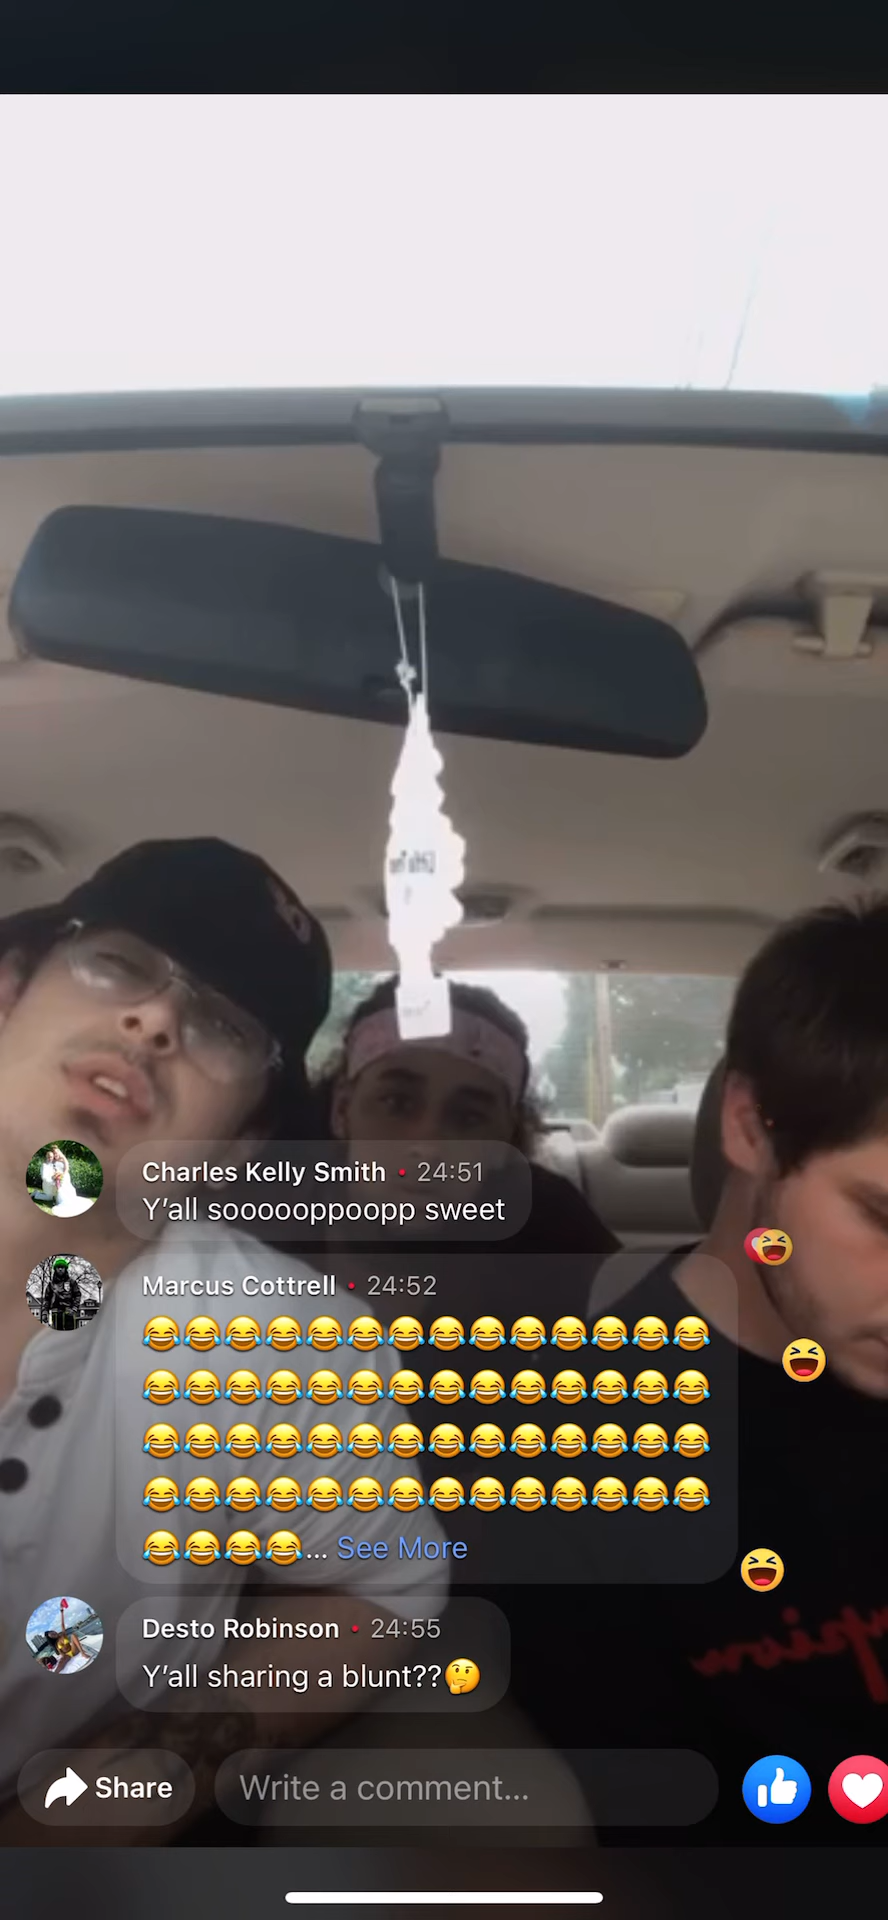 Charles Kelly Smith • 24:51
Y'all soooooppoopp sweet
Marcus Cottrell • 24:52
😂😂😂😂😂😂😂😂😂😂😂😂😂😂
😂😂😂😂😂😂😂😂😂😂😂😂😂😂
😂😂😂😂😂😂😂😂😂😂😂😂😂😂
😂😂😂😂😂😂😂😂😂😂😂😂😂😂
😂😂😂😂... See More
Desto Robinson • 24:55
Y'all sharing a blunt??🤔
Share
Write a comment...